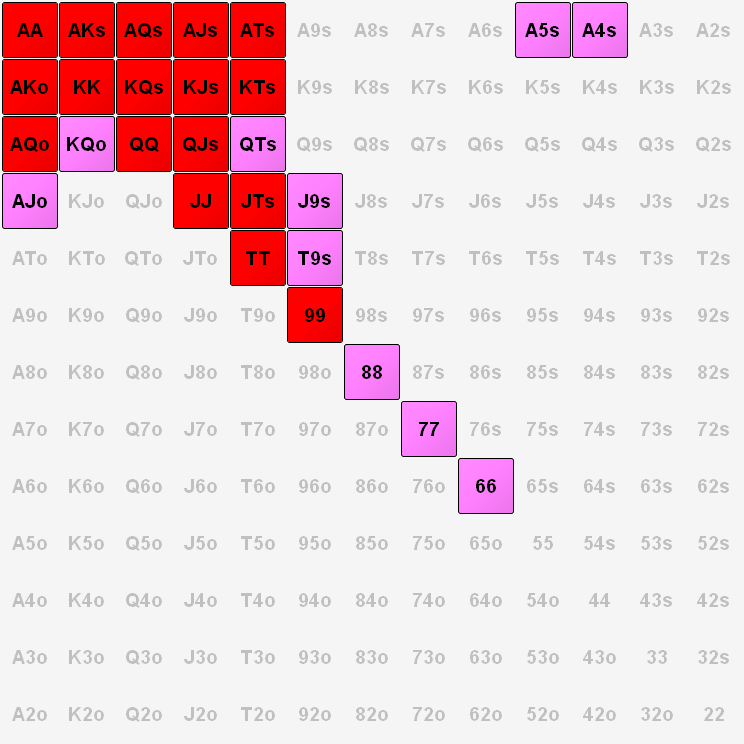 AA AKs AQs AJs ATs A9s A8s A7s A6s A5s A4s A3s A2s
AKo KK KQs KJs KTs K9s K8s K7s K6s K5s K4s K3s K2s
AQo KQo QQ QJs QTs Q9s Q8s Q7s Q6s Q5s Q4s Q3s Q2s
AJo KJo QJo JJ JTs J9s J8s J7s J6s J5s J4s J3s J2s
ATo KTo QTo JTo TT T9s T8s T7s T6s T5s T4s T3s T2s
A9o K9o Q9o J9o T9o 99 98s 97s 96s 95s 94s 93s 92s
A8o K8o Q8o J8o T8o 98o 88 87s 86s 85s 84s 83s 82s
A7o K7o Q7o J7o T7o 97o 87o 77 76s 75s 74s 73s 72s
A6o K6o Q6o J6o T6o 96o 86o 76o 66 65s 64s 63s 62s
A5o K5o Q5o J5o T5o 95o 85o 75o 65o 55 54s 53s 52s
A4o K4o Q4o J4o T4o 94o 84o 74o 64o 54o 44 43s 42s
A3o K3o Q3o J3o T3o 93o 83o 73o 63o 53o 43o 33 32s
A2o K2o Q2o J2o T2o 92o 82o 72o 62o 52o 42o 32o 22